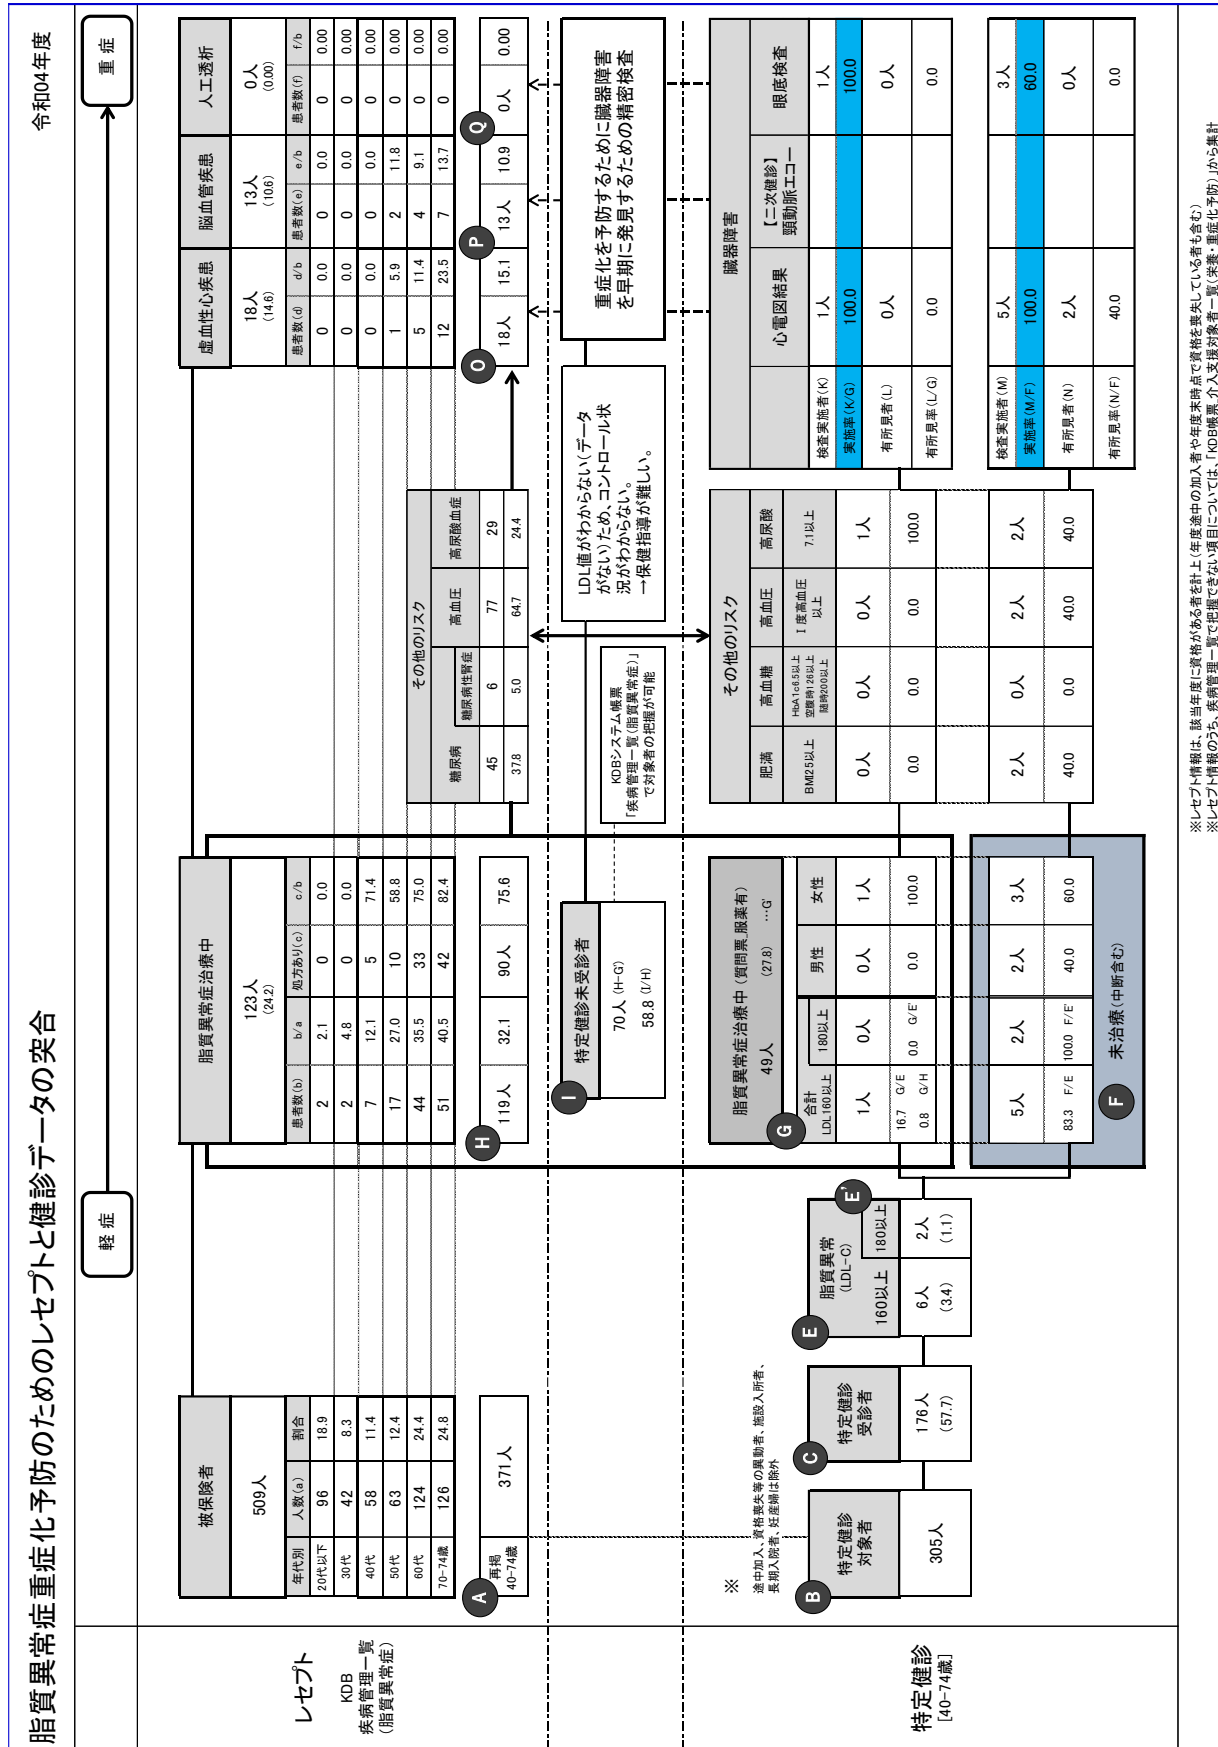 脂質異常症重症化予防のためのレセプトと健診データの突合
令和04年度
軽症
重症
レセプト
KDB
疾病管理一覧
(脂質異常症)
被保険者
509人
年代別 人数(a) 割合
20代以下 96 18.9
30代 42 8.3
40代 58 11.4
50代 63 12.4
60代 124 24.4
70-74歳 126 24.8
A
再掲
40-74歳
371人
脂質異常症治療中
123人
(24.2)
患者数(b) b/a 処方あり(c) c/b
2 2.1 0 0.0
2 4.8 0 0.0
7 12.1 5 71.4
17 27.0 10 58.8
44 35.5 33 75.0
51 40.5 42 82.4
H
119人 32.1 90人 75.6
その他のリスク
糖尿病 糖尿病性腎症 高血圧 高尿酸血症
45 6 77 29
37.8 5.0 64.7 24.4
虚血性心疾患 脳血管疾患 人工透析
18人 13人 0人
(14.6) (10.6) (0.00)
患者数(d) d/b 患者数(e) e/b 患者数(f) f/b
0 0.0 0 0.0 0 0.00
0 0.0 0 0.0 0 0.00
0 0.0 0 0.0 0 0.00
1 5.9 2 11.8 0 0.00
5 11.4 4 9.1 0 0.00
12 23.5 7 13.7 0 0.00
O P Q
18人 15.1 13人 10.9 0人 0.00
I
特定健診未受診者
70人 (H-G')
58.8 (I/H)
KDBシステム帳票
「疾病管理一覧(脂質異常症)」
で対象者の把握が可能
LDL値がわからない(データ
がない)ため、コントロール状
況がわからない。
→保健指導が難しい。
重症化を予防するために臓器障害
を早期に発見するための精密検査
特定健診
[40-74歳]
※
途中加入、資格喪失等の異動者、施設入所者、
長期入院者、妊産婦は除外
B
特定健診
対象者
305人
C
特定健診
受診者
176人
(57.7)
E
脂質異常
(LDL-C)
E'
160以上 180以上
6人 2人
(3.4) (1.1)
脂質異常症治療中(質問票_服薬有)
49人 (27.8) …G'
G
合計
LDL160以上 180以上 男性 女性
1人 0人 0人 1人
16.7 G/E 0.0 G/E' 0.0 100.0
0.8 G/H
5人 2人 2人 3人
83.3 F/E 100.0 F/E' 40.0 60.0
F
未治療(中断含む)
その他のリスク
肥満 高血糖 高血圧 高尿酸
BMI25以上
HbA1c6.5以上
空腹時126以上
随時200以上
Ⅰ度高血圧
以上
7.1以上
0人 0人 0人 1人
0.0 0.0 0.0 100.0
2人 0人 2人 2人
40.0 0.0 40.0 40.0
臓器障害
心電図結果
【二次健診】
頸動脈エコー
眼底検査
検査実施者(K) 1人 1人
実施率(K/G) 100.0 100.0
有所見者(L) 0人 0人
有所見率(L/G) 0.0 0.0
検査実施者(M) 5人 3人
実施率(M/F) 100.0 60.0
有所見者(N) 2人 0人
有所見率(N/F) 40.0 0.0
※レセプト情報は、該当年度に資格がある者を計上(年度途中の加入者や年度末時点で資格を喪失している者も含む)
※レセプト情報のうち、疾病管理一覧で把握できない項目については、「KDB帳票_介入支援対象者一覧(栄養・重症化予防)」から集計